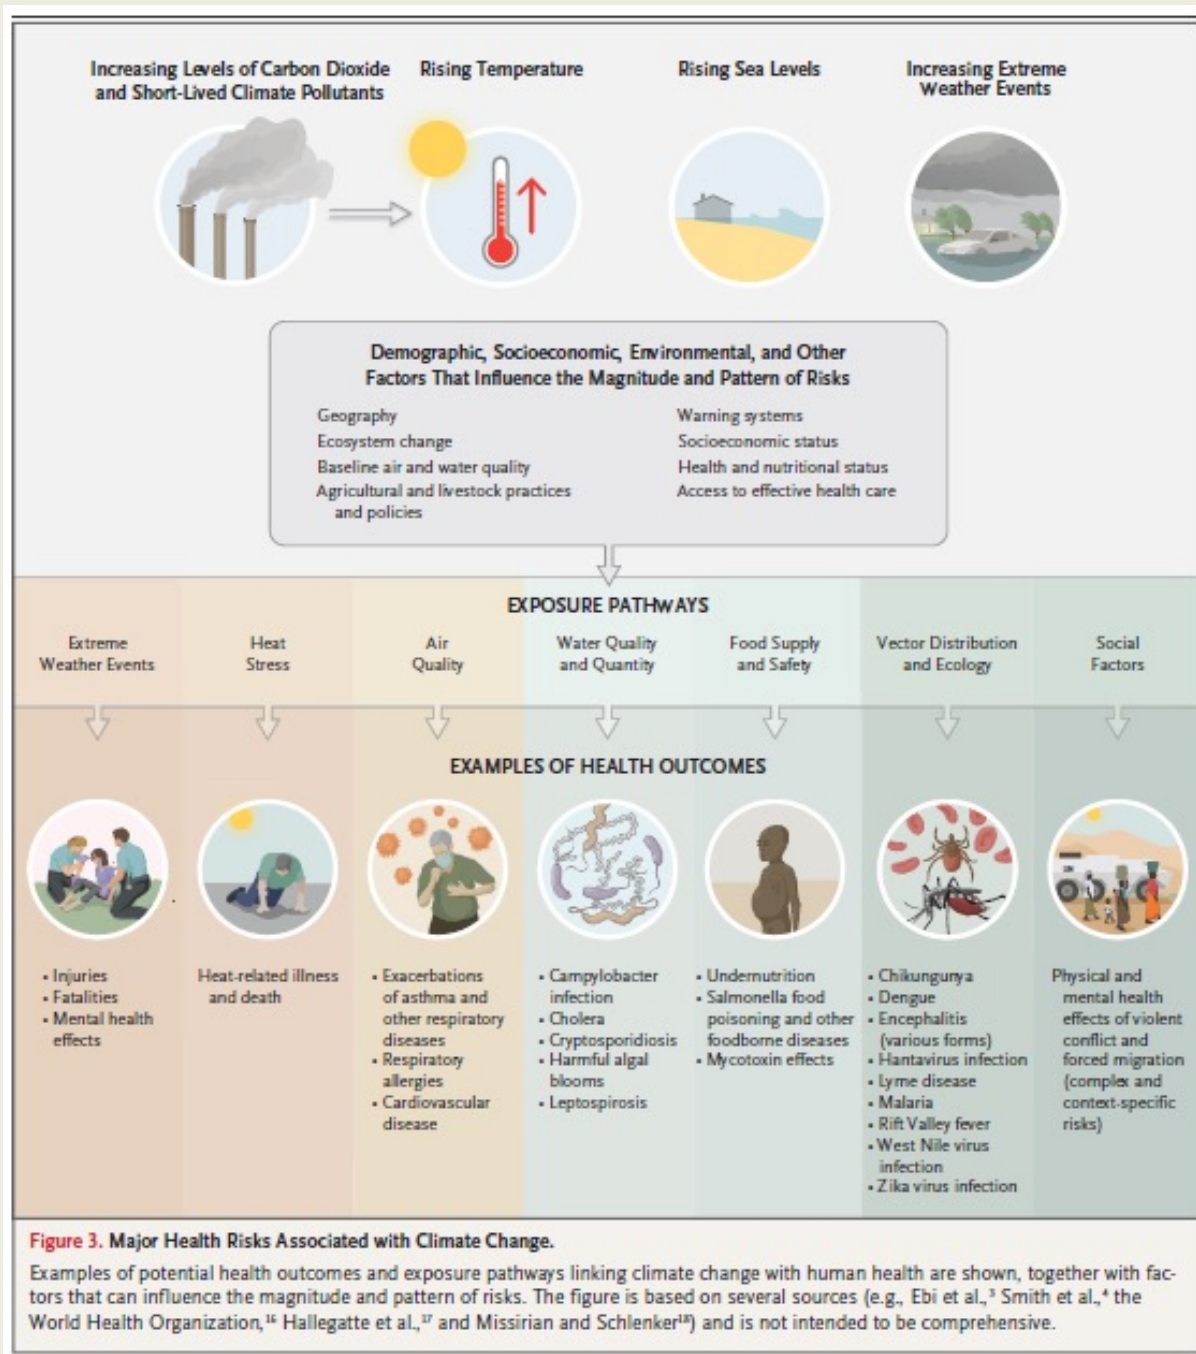 Increasing Levels of Carbon Dioxide
and Short-Lived Climate Pollutants
Rising Temperature
Rising Sea Levels
Increasing Extreme
Weather Events
Demographic, Socioeconomic, Environmental, and Other
Factors That Influence the Magnitude and Pattern of Risks
Geography
Ecosystem change
Baseline air and water quality
Agricultural and livestock practices
and policies
Warning systems
Socioeconomic status
Health and nutritional status
Access to effective health care
EXPOSURE PATHWAYS
Extreme
Weather Events
Heat
Stress
Air
Quality
Water Quality
and Quantity
Food Supply
and Safety
Vector Distribution
and Ecology
Social
Factors
EXAMPLES OF HEALTH OUTCOMES
• Injuries
• Fatalities
• Mental health
effects
Heat-related illness
and death
• Exacerbations
of asthma and
other respiratory
diseases
• Respiratory
allergies
• Cardiovascular
disease
• Campylobacter
infection
• Cholera
• Cryptosporidiosis
• Harmful algal
blooms
• Leptospirosis
• Undernutrition
• Salmonella food
poisoning and other
foodborne diseases
• Mycotoxin effects
• Chikungunya
• Dengue
• Encephalitis
(various forms)
• Hantavirus infection
• Lyme disease
• Malaria
• Rift Valley fever
• West Nile virus
infection
• Zika virus infection
Physical and
mental health
effects of violent
conflict and
forced migration
(complex and
context-specific
risks)
Figure 3. Major Health Risks Associated with Climate Change.
Examples of potential health outcomes and exposure pathways linking climate change with human health are shown, together with fac-
tors that can influence the magnitude and pattern of risks. The figure is based on several sources (e.g., Ebi et al.,³ Smith et al.,⁴ the
World Health Organization,¹⁶ Hallegatte et al.,¹⁷ and Missirian and Schlenker¹⁸) and is not intended to be comprehensive.